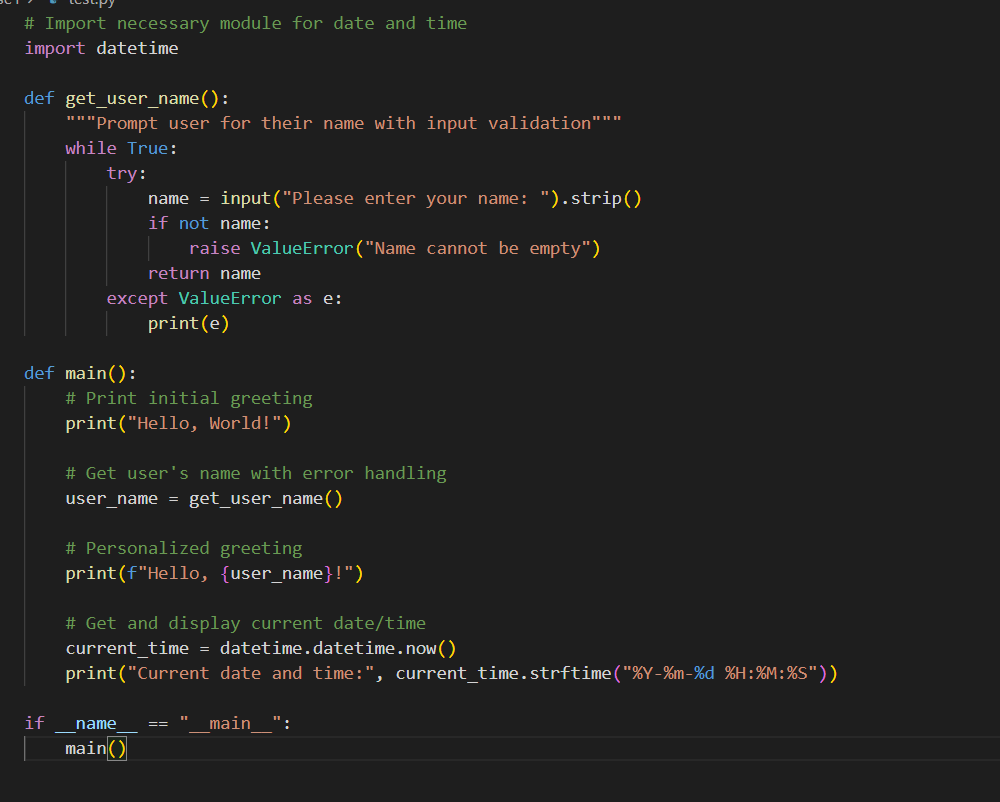 test.py
# Import necessary module for date and time
import datetime

def get_user_name():
    """Prompt user for their name with input validation"""
    while True:
        try:
            name = input("Please enter your name: ").strip()
            if not name:
                raise ValueError("Name cannot be empty")
            return name
        except ValueError as e:
            print(e)

def main():
    # Print initial greeting
    print("Hello, World!")

    # Get user's name with error handling
    user_name = get_user_name()

    # Personalized greeting
    print(f"Hello, {user_name}!")

    # Get and display current date/time
    current_time = datetime.datetime.now()
    print("Current date and time:", current_time.strftime("%Y-%m-%d %H:%M:%S"))

if __name__ == "__main__":
    main()